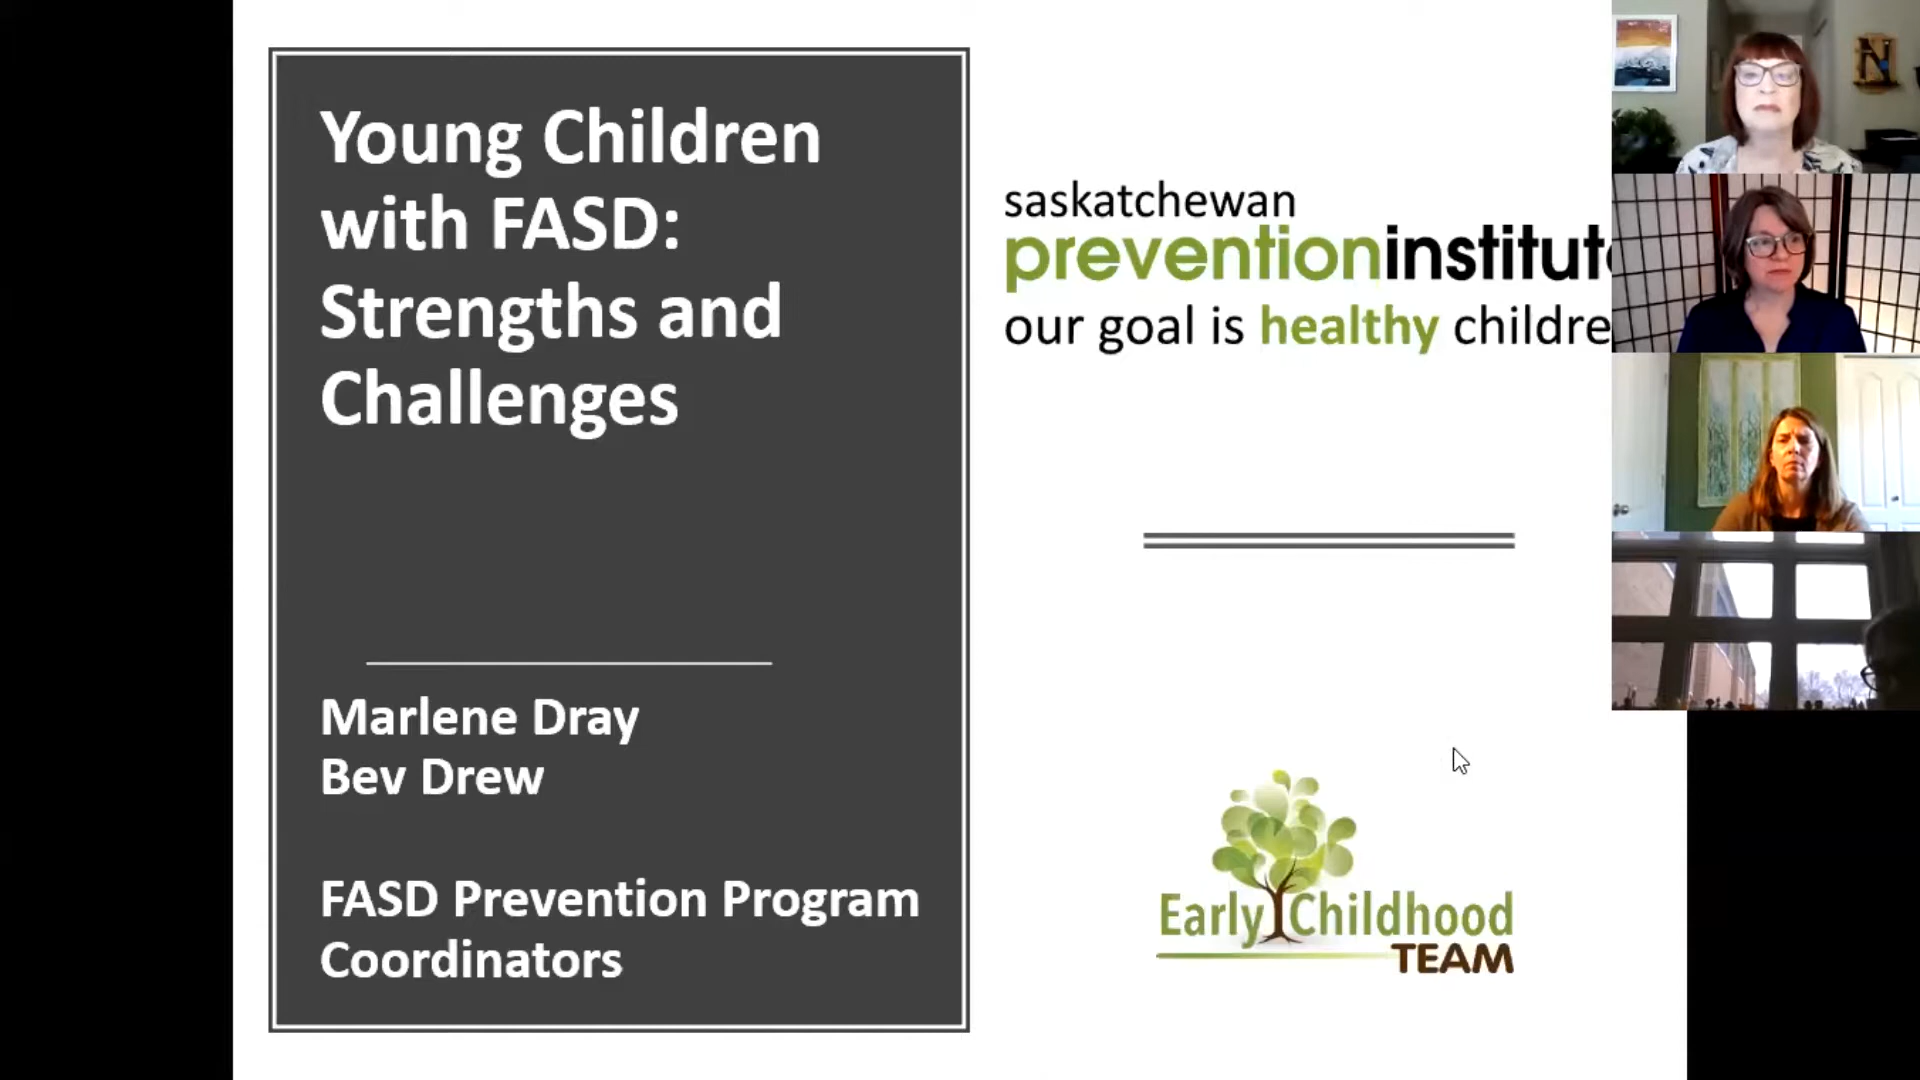 Young Children
with FASD:
Strengths and
Challenges
Marlene Dray
Bev Drew
FASD Prevention Program
Coordinators
saskatchewan
preventioninstitut
our goal is healthy childre
Early Childhood
TEAM
N